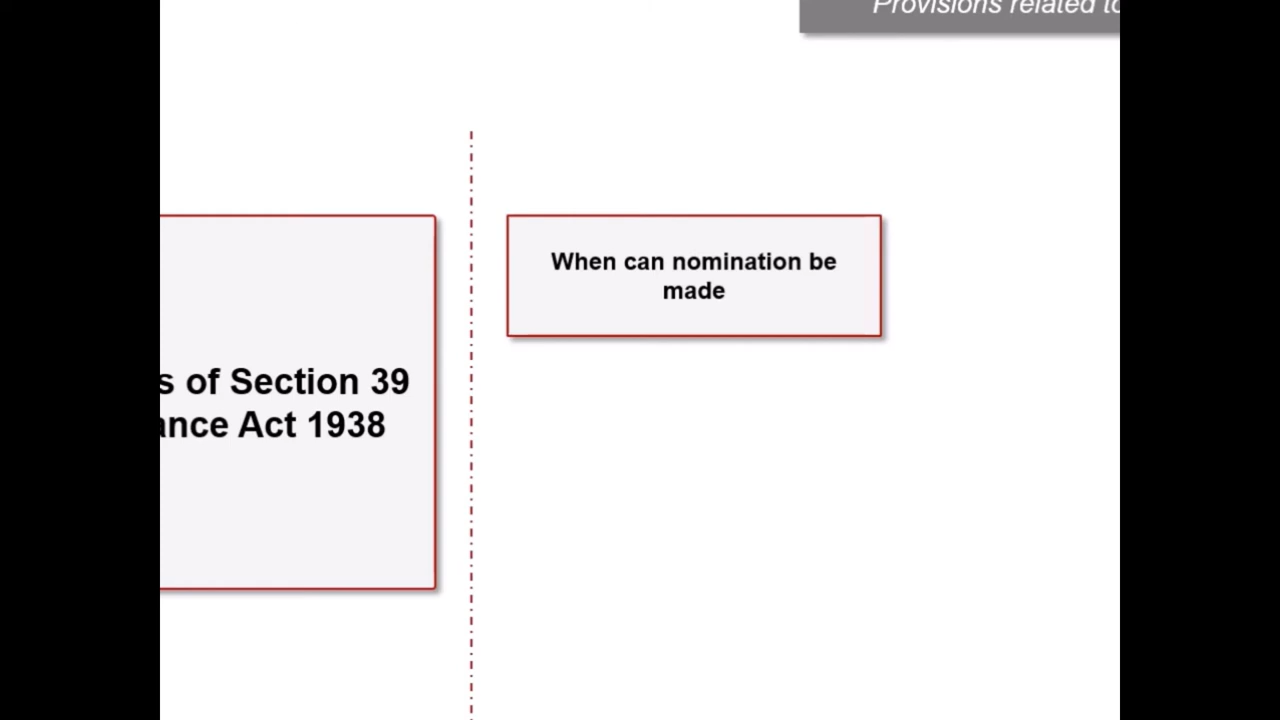 Provisions related to
s of Section 39
ance Act 1938
When can nomination be
made